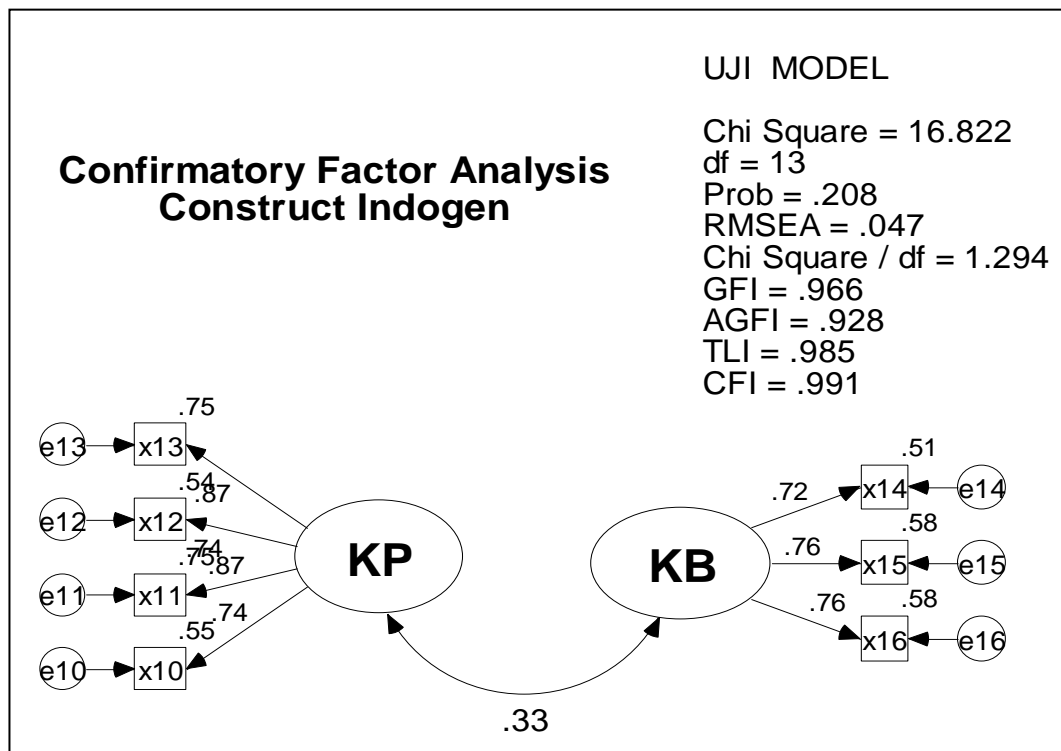 UJI MODEL
Chi Square = 16.822
df = 13
Prob = .208
RMSEA = .047
Chi Square / df = 1.294
GFI = .966
AGFI = .928
TLI = .985
CFI = .991
Confirmatory Factor Analysis
Construct Indogen
.75
e13 x13
.54
.87
e12 x12
.74
.75
.87
e11 x11
.74
.55
e10 x10
KP
KB
.51
.72
x14 e14
.58
.76
x15 e15
.58
.76
x16 e16
.33